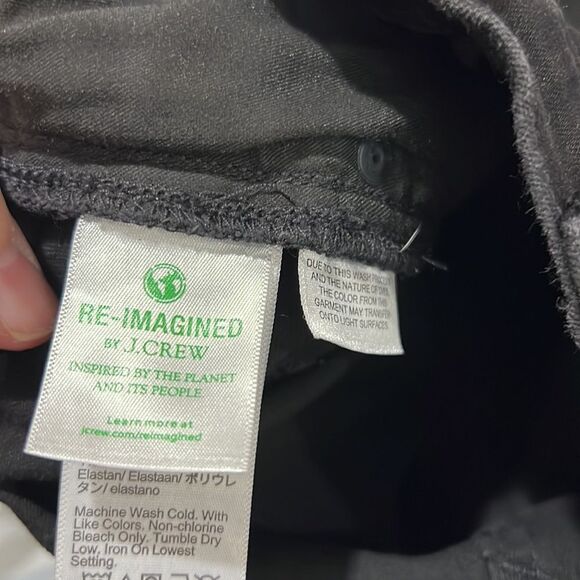 RE-IMAGINED
BY J.CREW
INSPIRED BY THE PLANET
AND ITS PEOPLE
Learn more at
jcrew.com/reimagined
Elastan/ Elastaan/ ポリウレ
タン/ elastano
Machine Wash Cold. With
Like Colors. Non-chlorine
Bleach Only. Tumble Dry
Low. Iron On Lowest
Setting.
DUE TO THIS WASH
AND THE NATURE OF
THE COLOR FROM THIS
GARMENT MAY TRANSFER
ONTO LIGHT SURFACES.